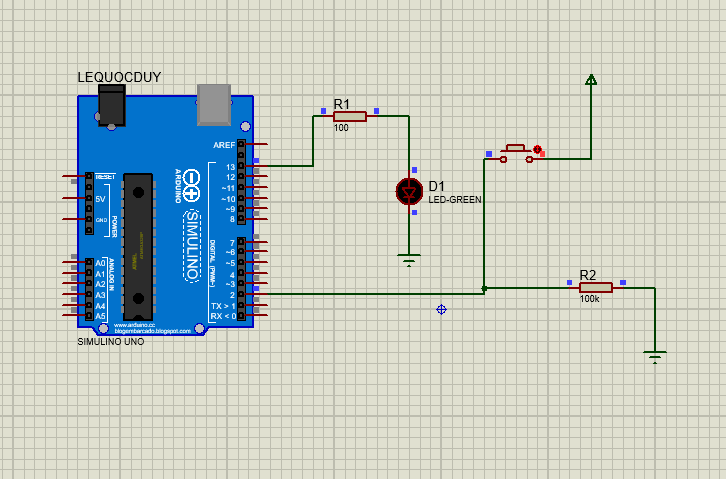 LEQUOCDUY
R1
100
AREF
13
12
~11
~10
~9
8
RESET
5V
GND
POWER
ARDUINO
SIMULINO
D1
LED-GREEN
DIGITAL (PWM~)
7
~6
~5
4
~3
2
TX > 1
RX < 0
ANALOG IN
A0
A1
A2
A3
A4
A5
www.arduino.cc
blogembarcado.blogspot.com
SIMULINO UNO
R2
100k